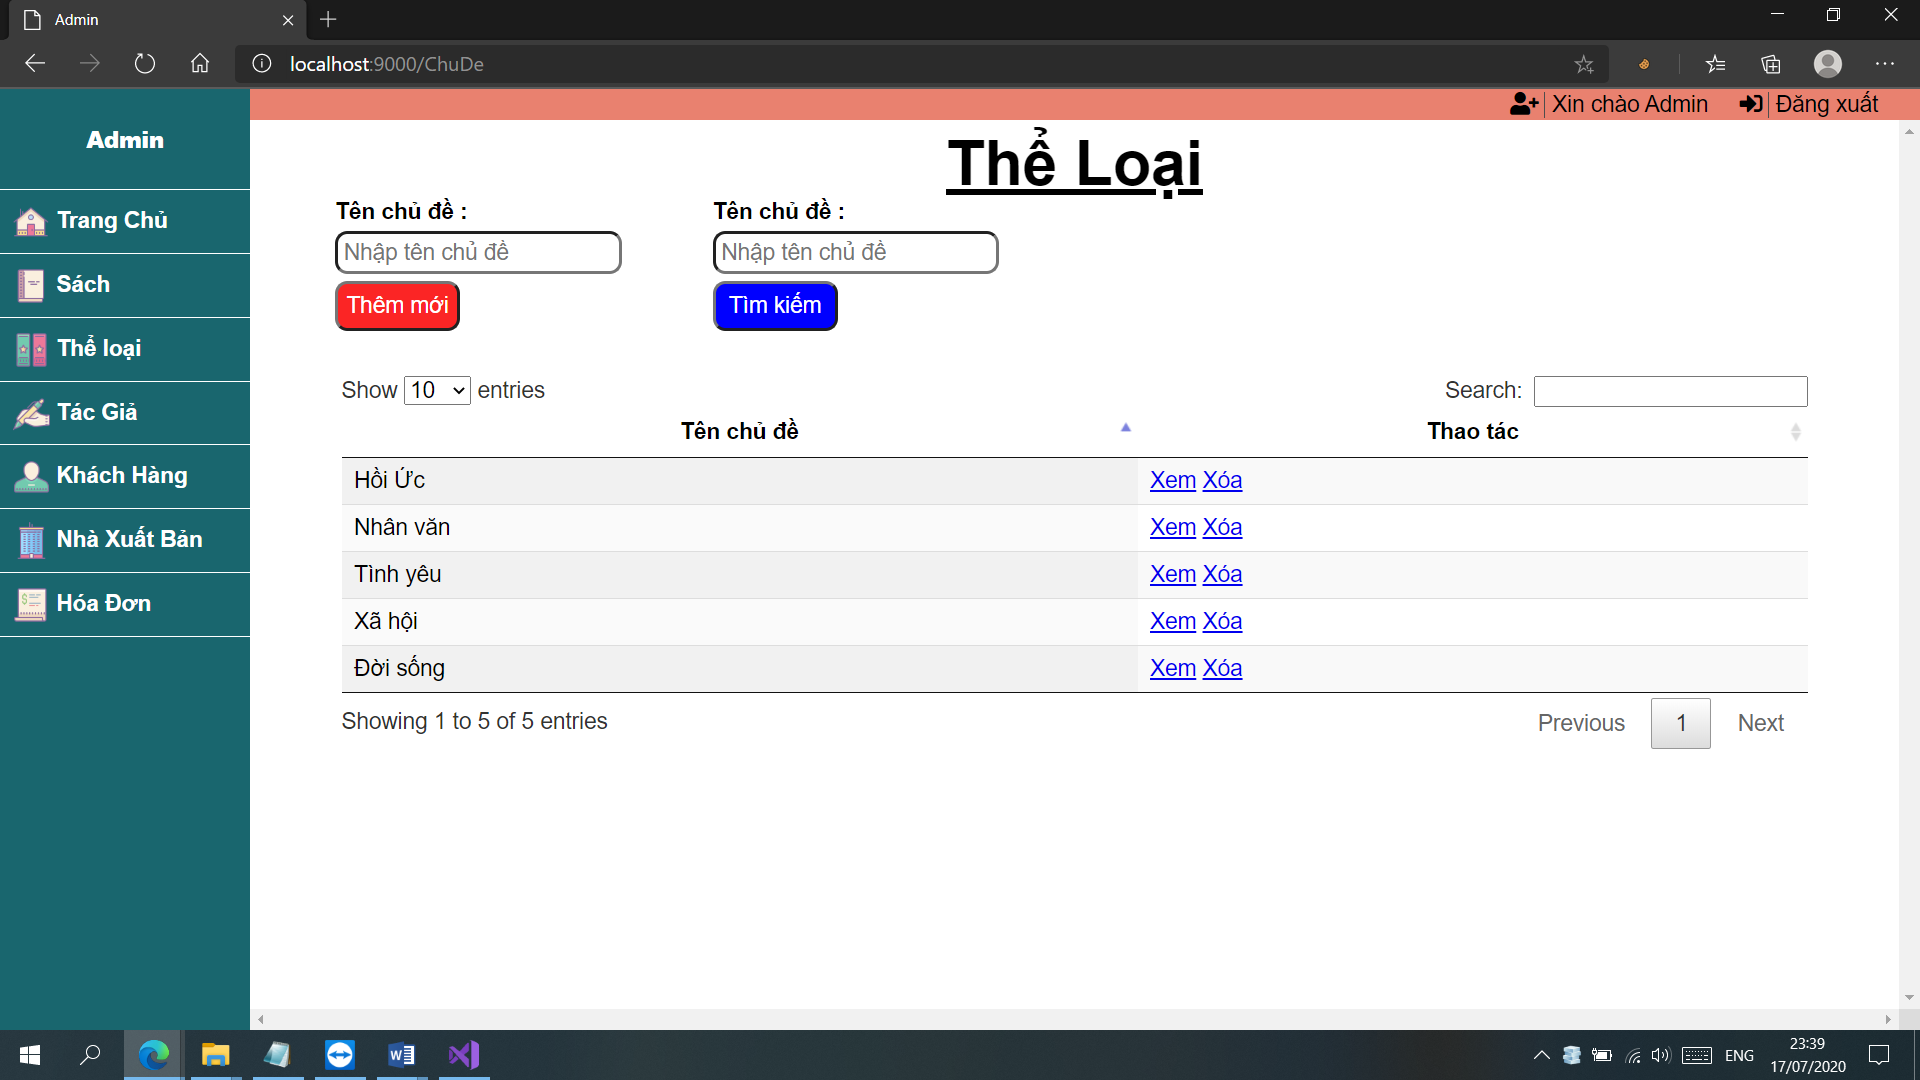 Admin
localhost:9000/ChuDe
Xin chào Admin Đăng xuất
Admin
Trang Chủ
Sách
Thể loại
Tác Giả
Khách Hàng
Nhà Xuất Bản
Hóa Đơn
Thể Loại
Tên chủ đề :
Nhập tên chủ đề
Thêm mới
Tên chủ đề :
Nhập tên chủ đề
Tìm kiếm
Show 10 entries
Search:
Tên chủ đề Thao tác
Hồi Ức Xem Xóa
Nhân văn Xem Xóa
Tình yêu Xem Xóa
Xã hội Xem Xóa
Đời sống Xem Xóa
Showing 1 to 5 of 5 entries
Previous 1 Next
ENG
23:39
17/07/2020